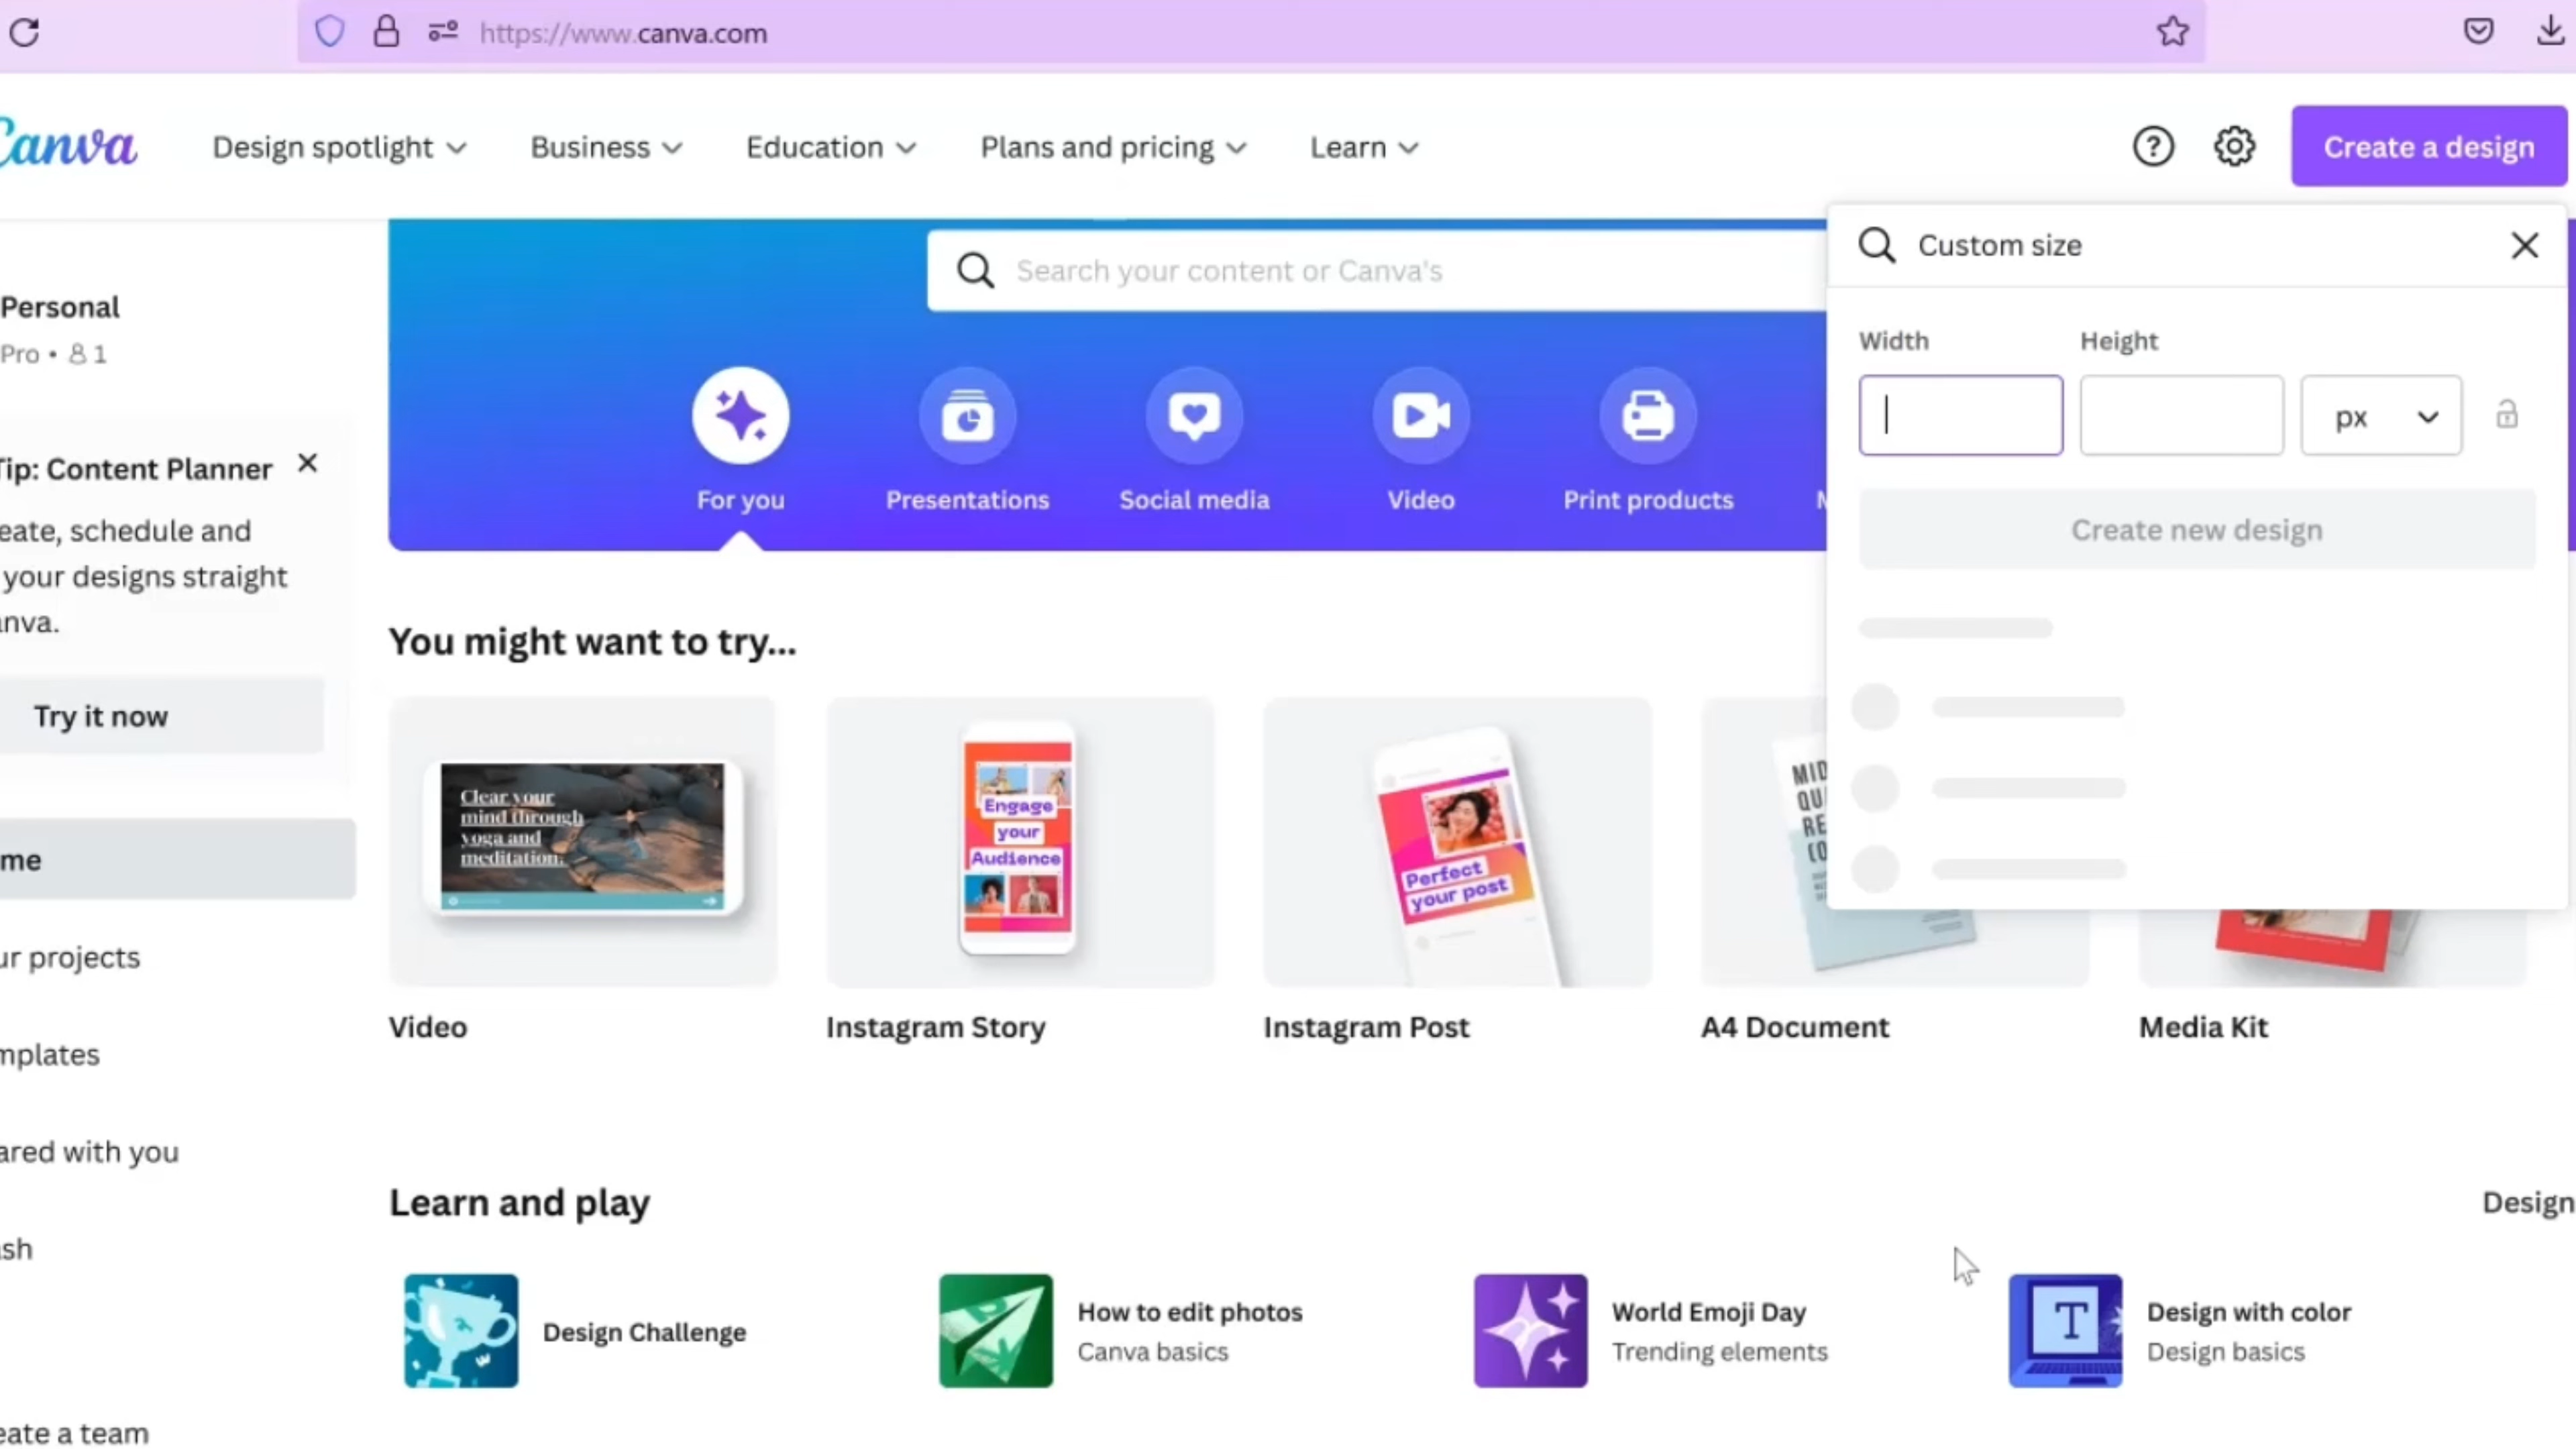 https://www.canva.com
Canva
Design spotlight
Business
Education
Plans and pricing
Learn
Create a design
Custom size
Search your content or Canva's
Width
Height
px
Create new design
Personal
Pro • 1
Tip: Content Planner
eate, schedule and
your designs straight
anva.
Try it now
For you
Presentations
Social media
Video
Print products
M
You might want to try...
Clear your
mind through
yoga and
meditation.
Engage
your
Audience
Perfect
your post
MID
QU
RE
Video
Instagram Story
Instagram Post
A4 Document
Media Kit
me
ur projects
mplates
ared with you
ash
eate a team
Learn and play
Design
Design Challenge
How to edit photos
Canva basics
World Emoji Day
Trending elements
T
Design with color
Design basics